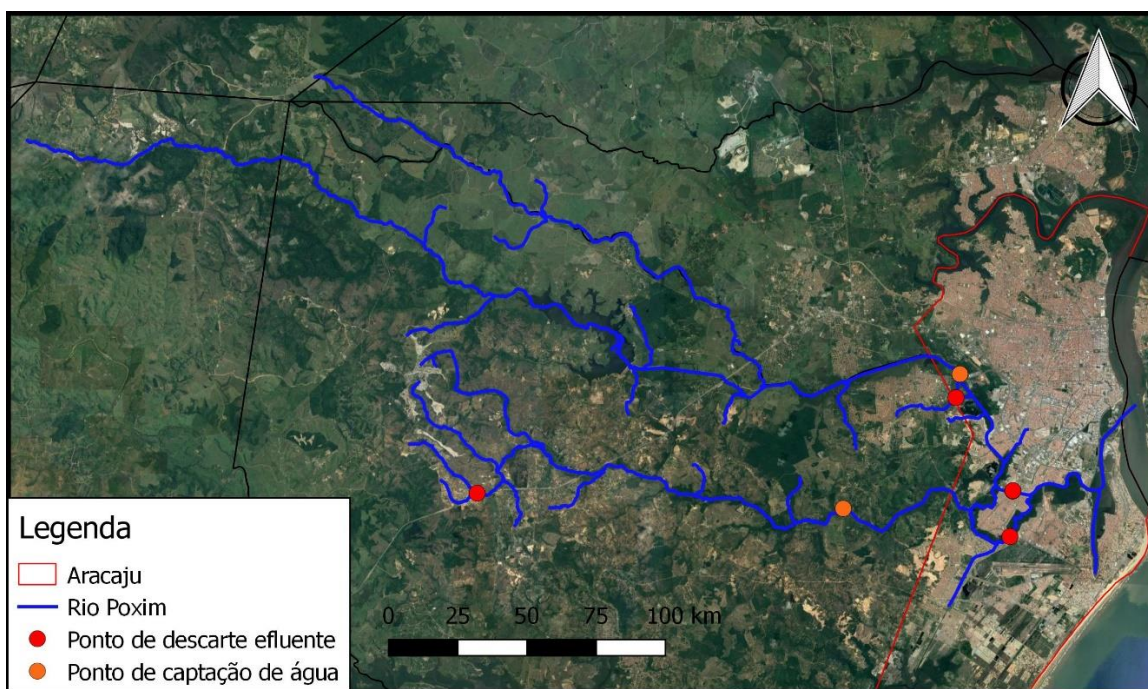 Legenda
Aracaju
Rio Poxim
Ponto de descarte efluente
Ponto de captação de água
0 25 50 75 100 km